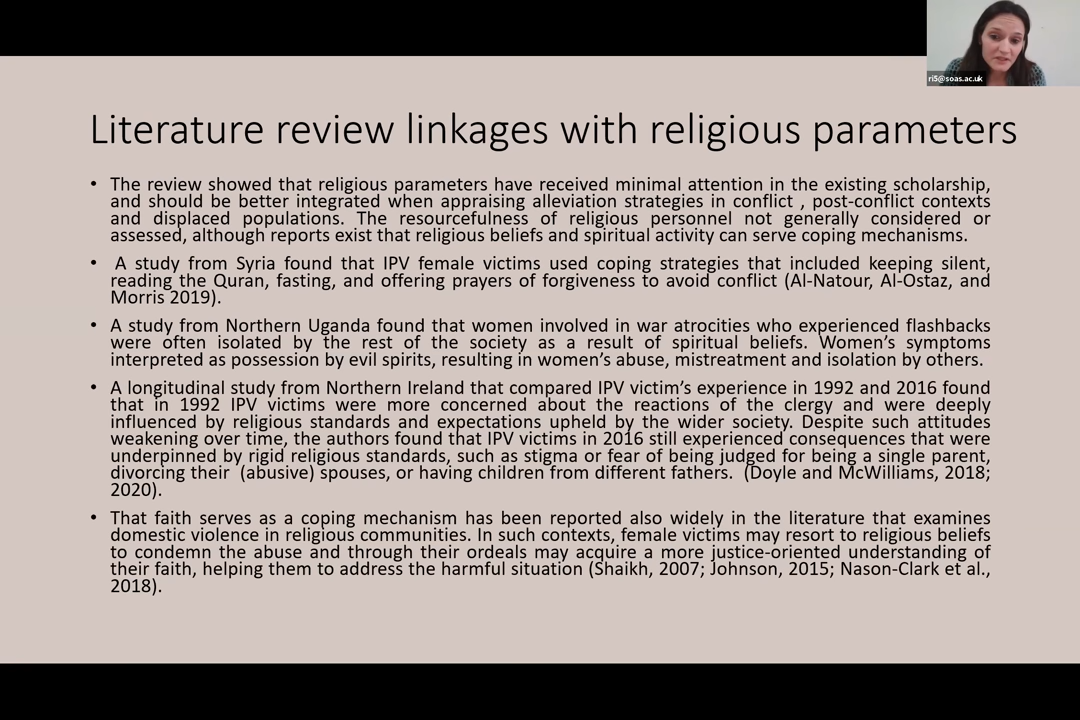 ri5@soas.ac.uk
Literature review linkages with religious parameters
• The review showed that religious parameters have received minimal attention in the existing scholarship,
and should be better integrated when appraising alleviation strategies in conflict , post-conflict contexts
and displaced populations. The resourcefulness of religious personnel not generally considered or
assessed, although reports exist that religious beliefs and spiritual activity can serve coping mechanisms.
• A study from Syria found that IPV female victims used coping strategies that included keeping silent,
reading the Quran, fasting, and offering prayers of forgiveness to avoid conflict (Al-Natour, Al-Ostaz, and
Morris 2019).
• A study from Northern Uganda found that women involved in war atrocities who experienced flashbacks
were often isolated by the rest of the society as a result of spiritual beliefs. Women’s symptoms
interpreted as possession by evil spirits, resulting in women’s abuse, mistreatment and isolation by others.
• A longitudinal study from Northern Ireland that compared IPV victim’s experience in 1992 and 2016 found
that in 1992 IPV victims were more concerned about the reactions of the clergy and were deeply
influenced by religious standards and expectations upheld by the wider society. Despite such attitudes
weakening over time, the authors found that IPV victims in 2016 still experienced consequences that were
underpinned by rigid religious standards, such as stigma or fear of being judged for being a single parent,
divorcing their (abusive) spouses, or having children from different fathers. (Doyle and McWilliams, 2018;
2020).
• That faith serves as a coping mechanism has been reported also widely in the literature that examines
domestic violence in religious communities. In such contexts, female victims may resort to religious beliefs
to condemn the abuse and through their ordeals may acquire a more justice-oriented understanding of
their faith, helping them to address the harmful situation (Shaikh, 2007; Johnson, 2015; Nason-Clark et al.,
2018).